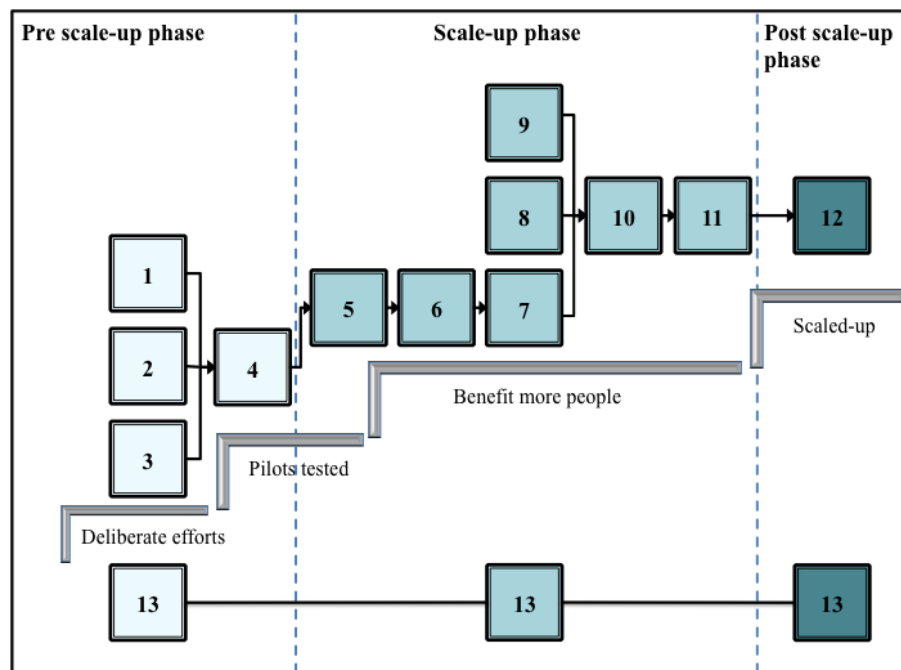 Pre scale-up phase
Scale-up phase
Post scale-up
phase
9
8
10
11
12
1
5
6
7
2
4
3
Scaled-up
Benefit more people
Pilots tested
Deliberate efforts
13
13
13